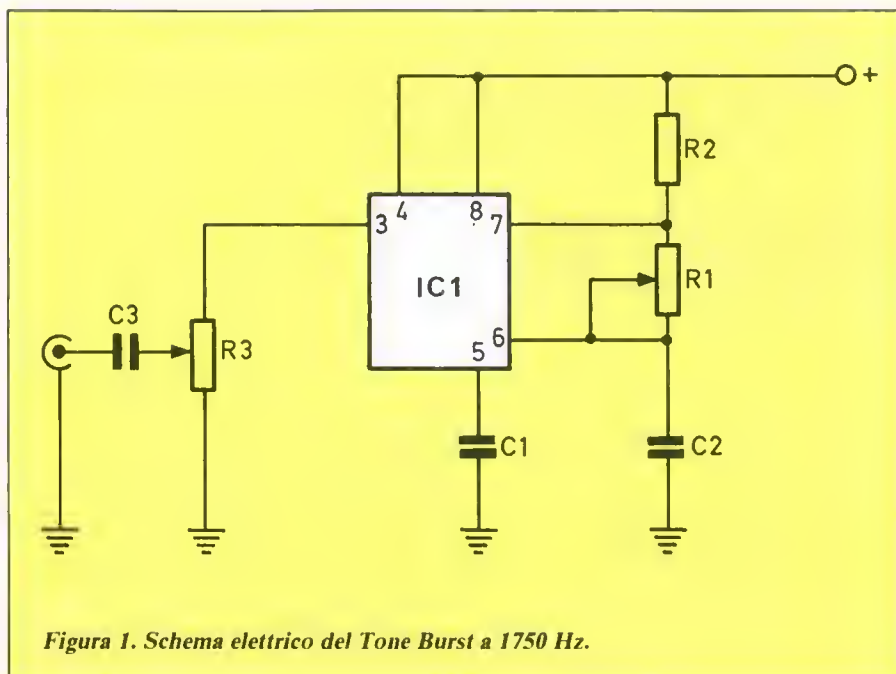 +
R2
3
4
8
7
R1
IC1
C3
R3
6
5
C1
C2
Figura 1. Schema elettrico del Tone Burst a 1750 Hz.